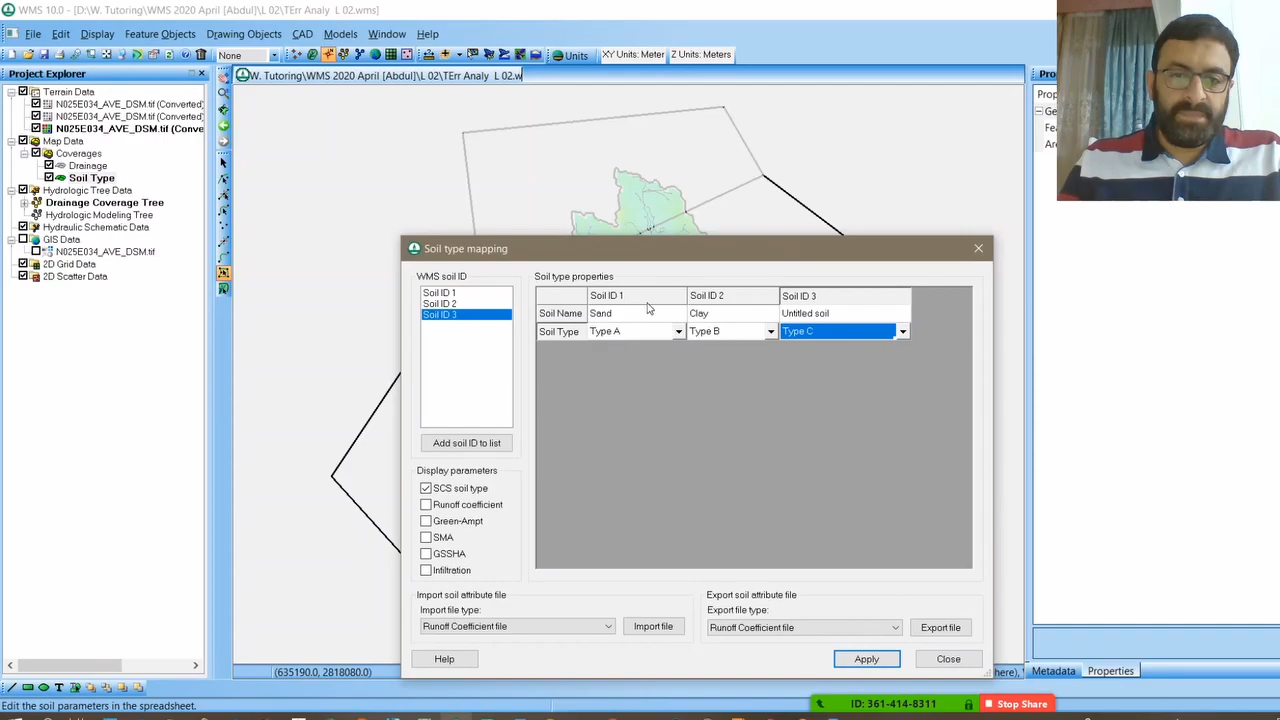 WMS 10.0 - [D:\W. Tutoring\WMS 2020 April [Abdul]\L 02\TErr Analy L 02.wms]
File Edit Display Feature Objects Drawing Objects CAD Models Window Help
None Units XY Units: Meter Z Units: Meters
Project Explorer
W. Tutoring\WMS 2020 April [Abdul]\L 02\TErr Analy L 02.w
Terrain Data
N025E034_AVE_DSM.tif (Converted)
N025E034_AVE_DSM.tif (Converted)
N025E034_AVE_DSM.tif (Conve
Map Data
Coverages
Drainage
Soil Type
Hydrologic Tree Data
Drainage Coverage Tree
Hydrologic Modeling Tree
Hydraulic Schematic Data
GIS Data
N025E034_AVE_DSM.tif
2D Grid Data
2D Scatter Data
Soil type mapping
WMS soil ID
Soil ID 1
Soil ID 2
Soil ID 3
Add soil ID to list
Display parameters
SCS soil type
Runoff coefficient
Green-Ampt
SMA
GSSHA
Infiltration
Soil type properties
Soil ID 1 Soil ID 2 Soil ID 3
Soil Name Sand Clay Untitled soil
Soil Type Type A Type B Type C
Import soil attribute file
Import file type:
Runoff Coefficient file Import file
Export soil attribute file
Export file type:
Runoff Coefficient file Export file
Help Apply Close
Pro
Prope
Ge
Fea
Are
(635190.0, 2818080.0)
here),
Metadata Properties
Edit the soil parameters in the spreadsheet.
ID: 361-414-8311 Stop Share